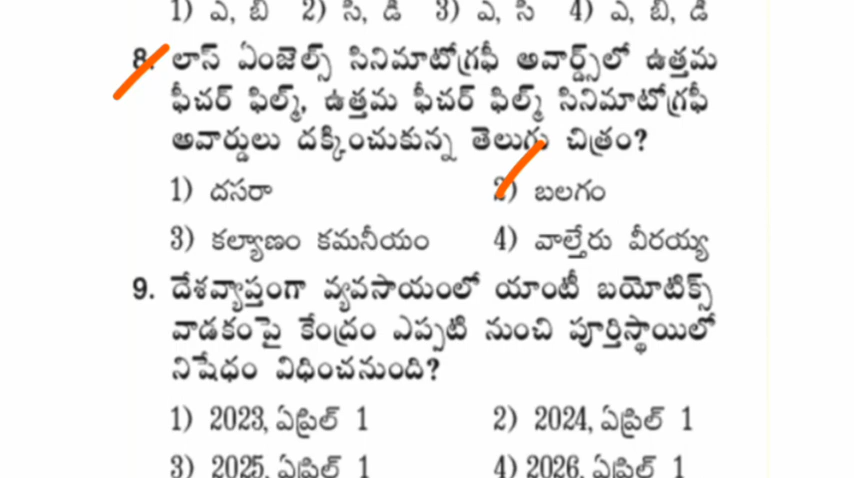 1) ఎ, బి 2) సి, డి 3) ఎ, సి 4) ఎ, బి, డి
8. లాస్ ఏంజెల్స్ సినిమాటోగ్రఫీ అవార్డ్స్‌లో ఉత్తమ
ఫీచర్ ఫిల్మ్, ఉత్తమ ఫీచర్ ఫిల్మ్ సినిమాటోగ్రఫీ
అవార్డులు దక్కించుకున్న తెలుగు చిత్రం?
1) దసరా 2) బలగం
3) కల్యాణం కమనీయం 4) వాల్తేరు వీరయ్య
9. దేశవ్యాప్తంగా వ్యవసాయంలో యాంటీ బయోటిక్స్
వాడకంపై కేంద్రం ఎప్పటి నుంచి పూర్తిస్థాయిలో
నిషేధం విధించనుంది?
1) 2023, ఏప్రిల్ 1 2) 2024, ఏప్రిల్ 1
3) 2025, ఏప్రిల్ 1 4) 2026, ఏప్రిల్ 1